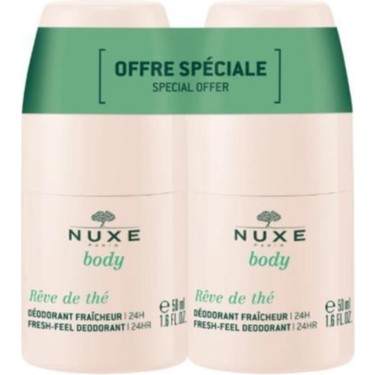 OFFRE SPÉCIALE
SPECIAL OFFER
NUXE
PARIS
body
Rêve de thé
DÉODORANT FRAÎCHEUR | 24H
FRESH-FEEL DEODORANT | 24HR
e 50 ml
1.6 FL.OZ.
NUXE
PARIS
body
Rêve de thé
DÉODORANT FRAÎCHEUR | 24H
FRESH-FEEL DEODORANT | 24HR
e 50 ml
1.6 FL.OZ.